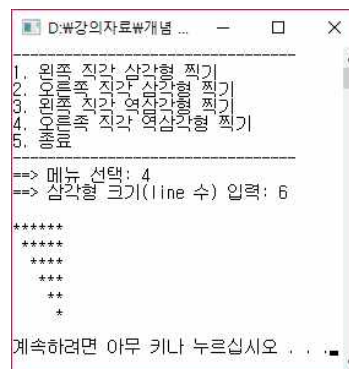 D:₩강의자료₩개념 ...
---------------------------------
1. 왼쪽 직각 삼각형 찍기
2. 오른쪽 직각 삼각형 찍기
3. 왼쪽 직각 역삼각형 찍기
4. 오른족 직각 역삼각형 찍기
5. 종료
---------------------------------
==> 메뉴 선택: 4
==> 삼각형 크기(line 수) 입력: 6
******
 *****
  ****
   ***
    **
     *
계속하려면 아무 키나 누르십시오 . . .